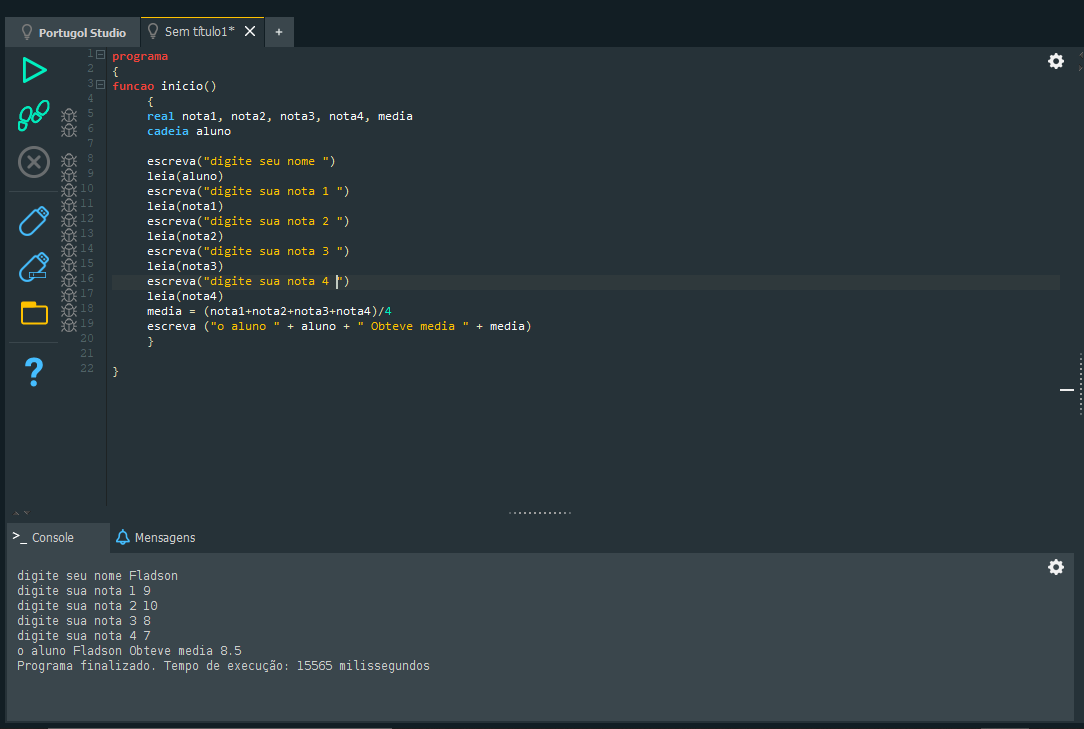 Portugol Studio
Sem título1*
+
1 programa
2 {
3 funcao inicio()
4 {
5 real nota1, nota2, nota3, nota4, media
6 cadeia aluno
7
8 escreva("digite seu nome ")
9 leia(aluno)
10 escreva("digite sua nota 1 ")
11 leia(nota1)
12 escreva("digite sua nota 2 ")
13 leia(nota2)
14 escreva("digite sua nota 3 ")
15 leia(nota3)
16 escreva("digite sua nota 4 ")
17 leia(nota4)
18 media = (nota1+nota2+nota3+nota4)/4
19 escreva ("o aluno " + aluno + " Obteve media " + media)
20 }
21
22 }
?
>_ Console
Mensagens
digite seu nome Fladson
digite sua nota 1 9
digite sua nota 2 10
digite sua nota 3 8
digite sua nota 4 7
o aluno Fladson Obteve media 8.5
Programa finalizado. Tempo de execução: 15565 milissegundos